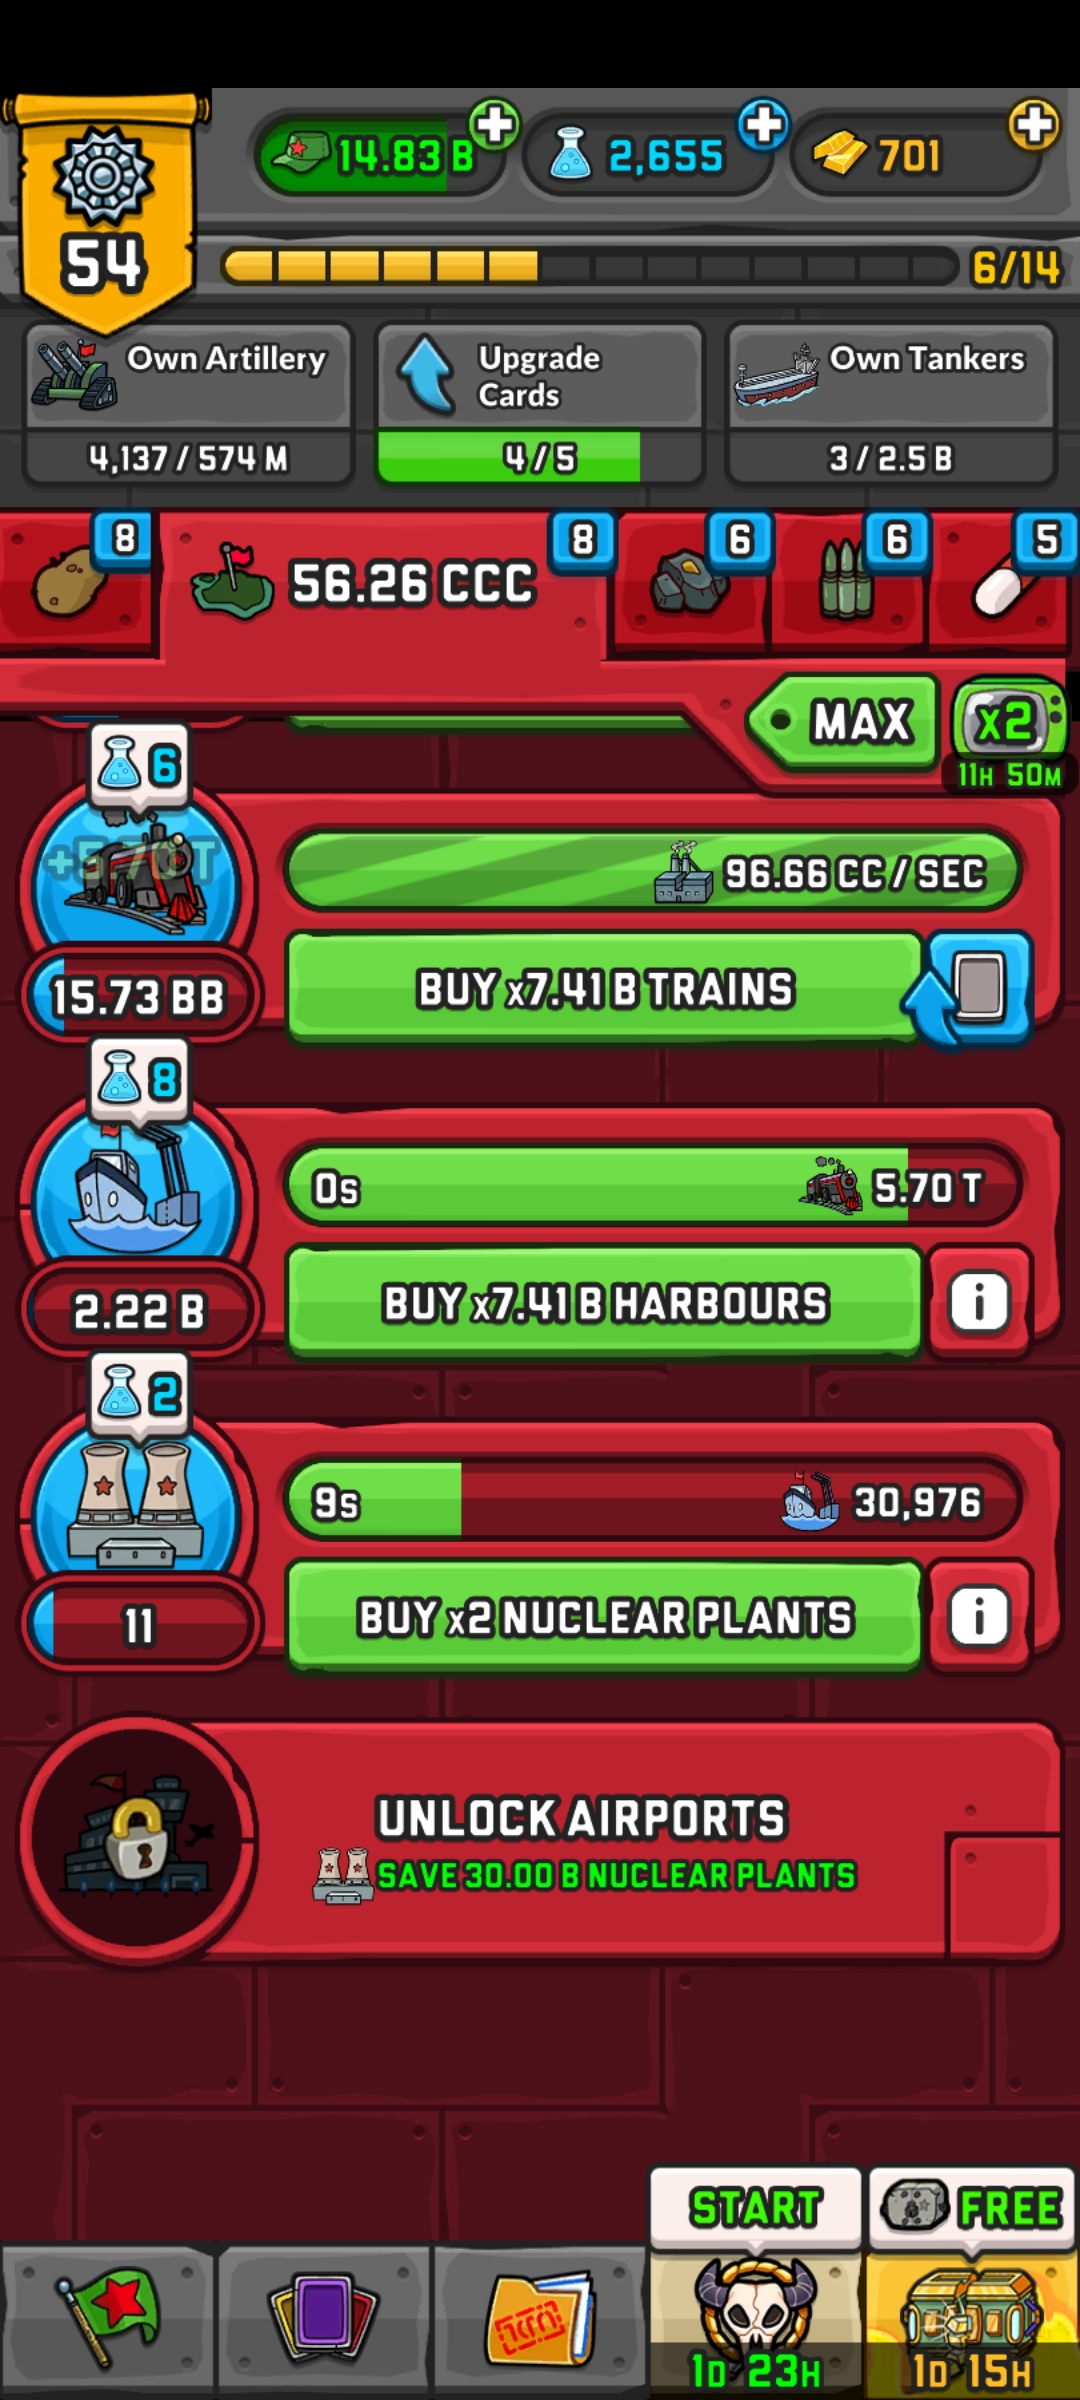 14.83 B
2,655
701
54
6/14
Own Artillery
4,137 / 574 M
Upgrade
Cards
4 / 5
Own Tankers
3 / 2.5 B
8
56.26 CCC
8
6
6
5
MAX
x2
11H 50M
6
+5.70 T
96.66 CC / SEC
15.73 BB
BUY x7.41 B TRAINS
8
0s
5.70 T
2.22 B
BUY x7.41 B HARBOURS
i
2
9s
30,976
11
BUY x2 NUCLEAR PLANTS
i
UNLOCK AIRPORTS
SAVE 30.00 B NUCLEAR PLANTS
START
FREE
1D 23H
1D 15H